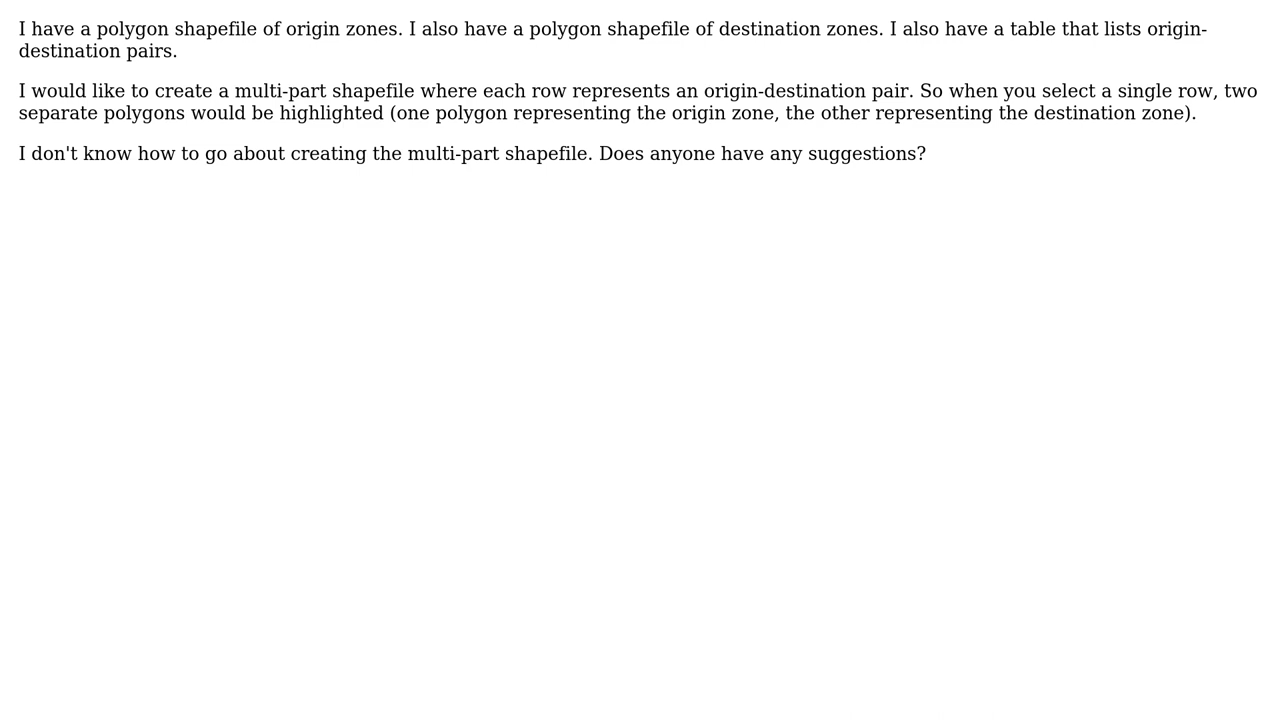 I have a polygon shapefile of origin zones. I also have a polygon shapefile of destination zones. I also have a table that lists origin-
destination pairs.
I would like to create a multi-part shapefile where each row represents an origin-destination pair. So when you select a single row, two
separate polygons would be highlighted (one polygon representing the origin zone, the other representing the destination zone).
I don't know how to go about creating the multi-part shapefile. Does anyone have any suggestions?